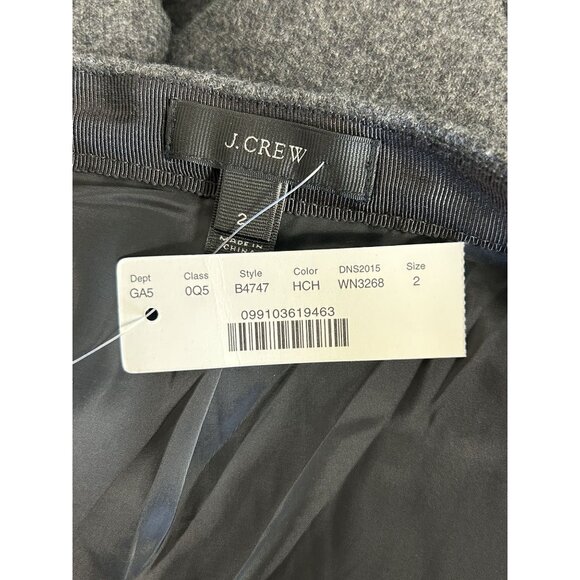 J.CREW
2
MADE IN
CHINA
Dept Class Style Color DNS2015 Size
GA5 0Q5 B4747 HCH WN3268 2
099103619463